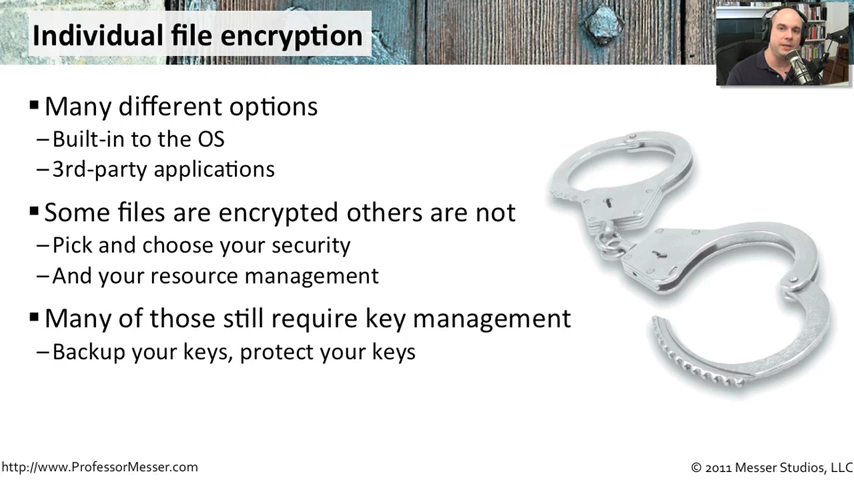 Individual file encryption
▪Many different options
–Built-in to the OS
–3rd-party applications
▪Some files are encrypted others are not
–Pick and choose your security
–And your resource management
▪Many of those still require key management
–Backup your keys, protect your keys
http://www.ProfessorMesser.com
© 2011 Messer Studios, LLC